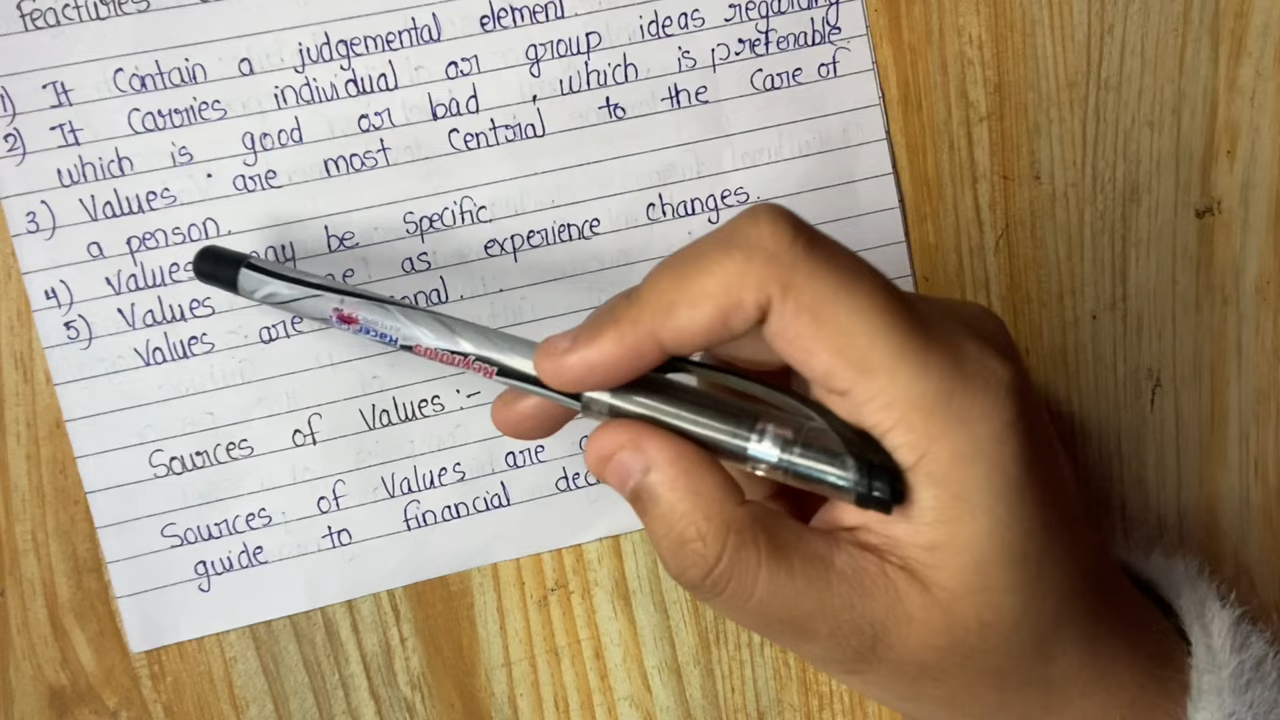 Feactures
1) It Contain a judgemental element
2) It Carries individual or group ideas regarding
which is good or bad, which is preferable
3) Values are most Central to the Care of
a person.
4) Values may be Specific
5) Values as experience changes.
Values are
Sources of Values :-
Sources of Values are
guide to financial
Reynolds
Racer